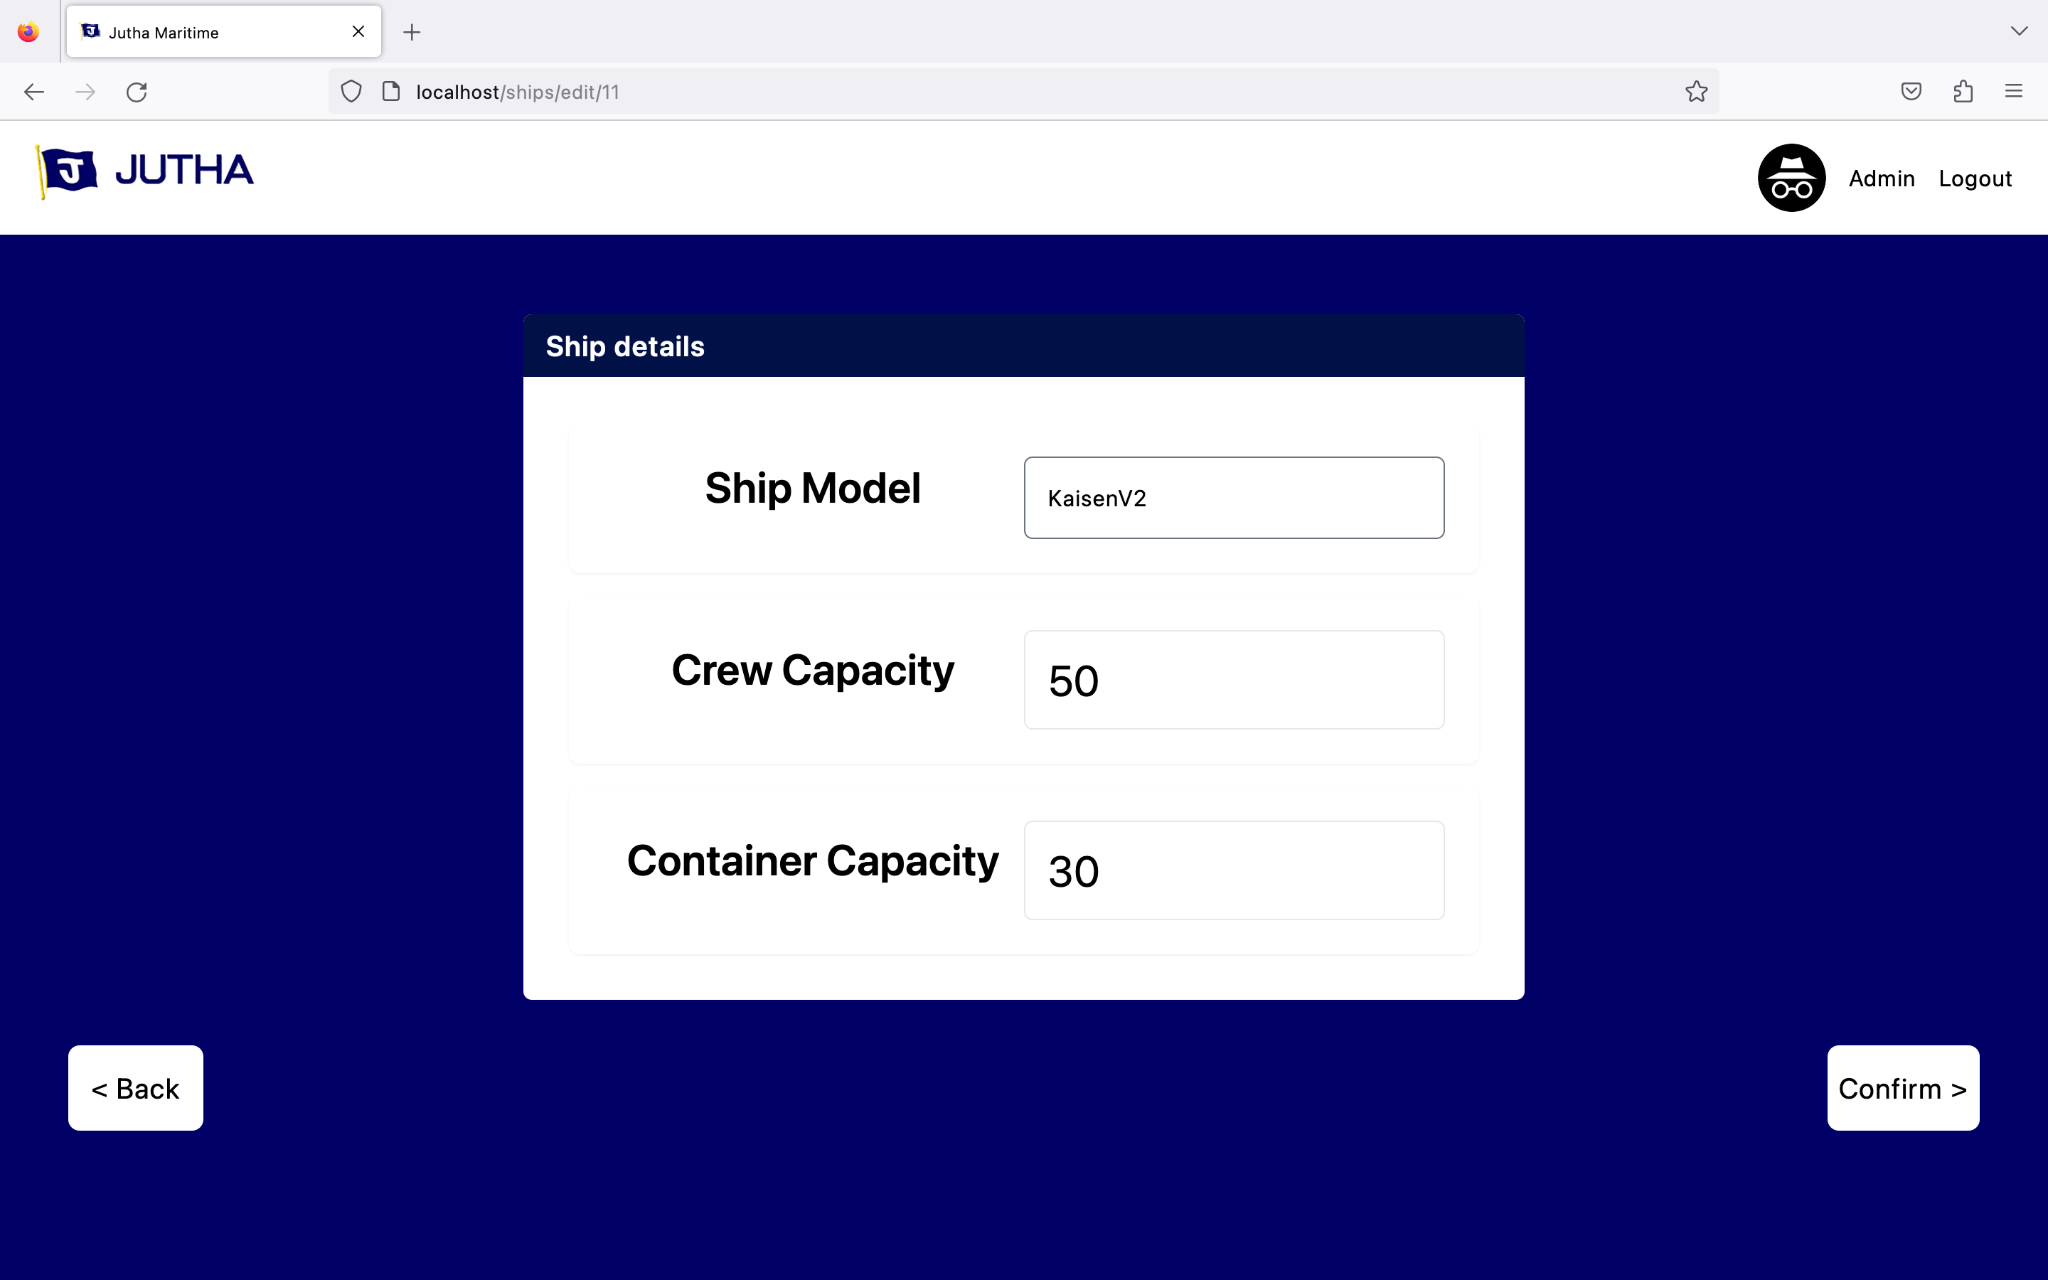 Jutha Maritime
localhost/ships/edit/11
J JUTHA
Admin Logout
Ship details
Ship Model KaisenV2
Crew Capacity 50
Container Capacity 30
< Back
Confirm >